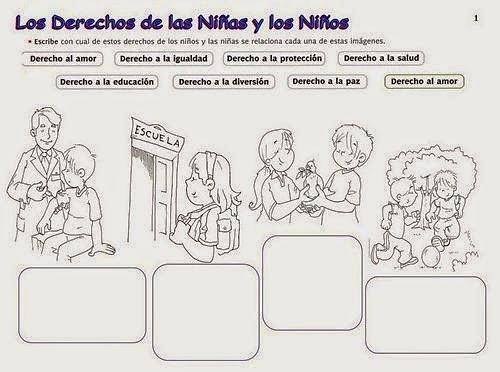 Los Derechos de las Niñas y los Niños
1
• Escribe con cual de estos derechos de los niños y las niñas se relaciona cada una de estas imágenes.
Derecho al amor Derecho a la igualdad Derecho a la protección Derecho a la salud
Derecho a la educación Derecho a la diversión Derecho a la paz Derecho al amor
ESCUELA